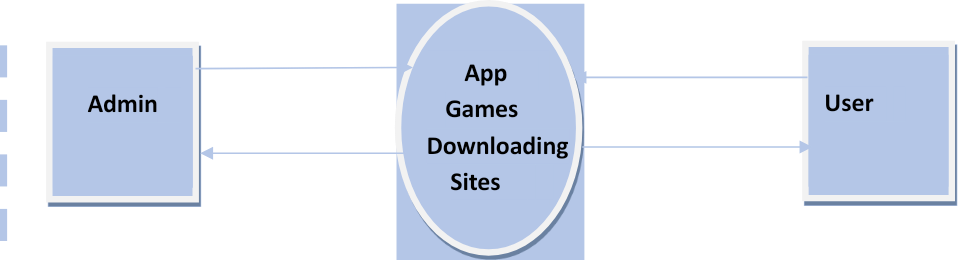 Admin
App
Games
Downloading
Sites
User